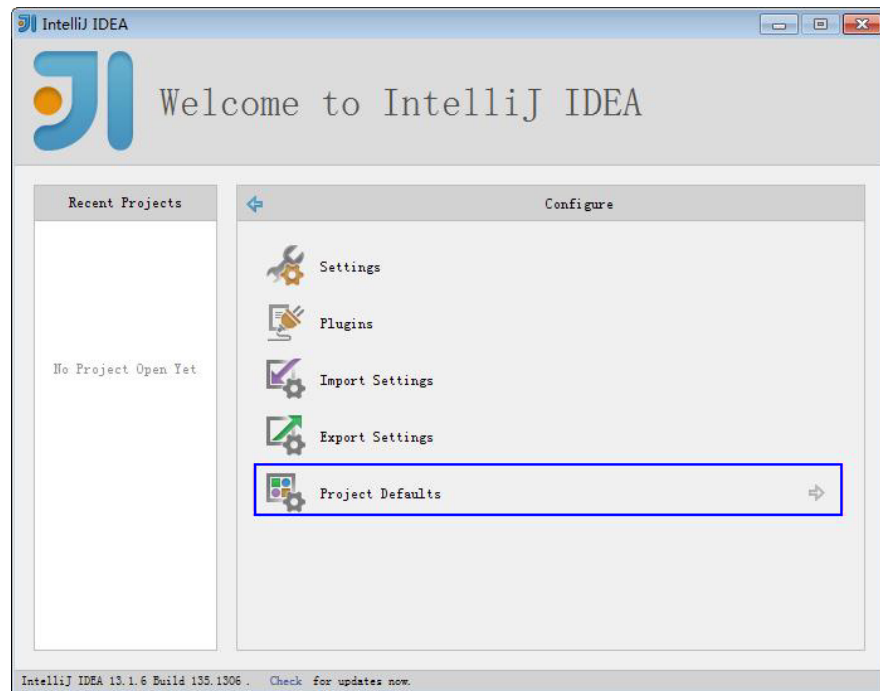 IntelliJ IDEA
Welcome to IntelliJ IDEA
Recent Projects
Configure
Settings
Plugins
No Project Open Yet
Import Settings
Export Settings
Project Defaults
IntelliJ IDEA 13.1.6 Build 135.1306 . Check for updates now.